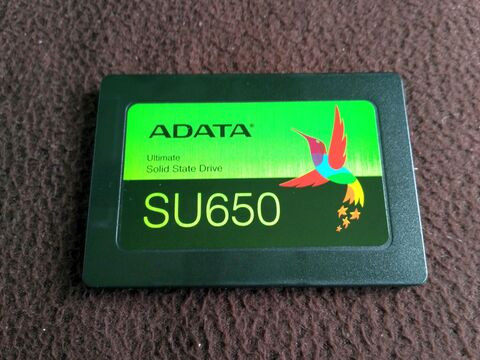 ADATA
Ultimate
Solid State Drive
SU650